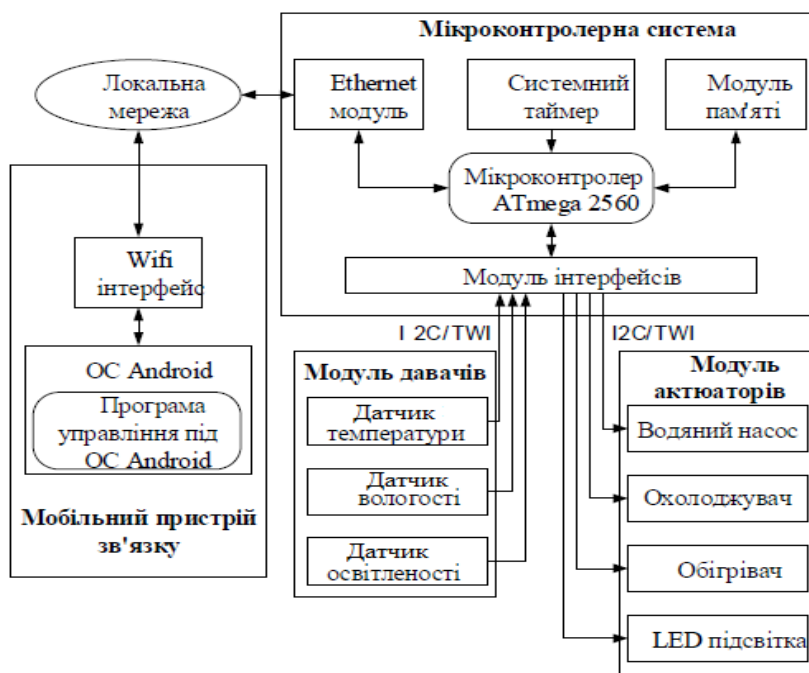 Мікроконтролерна система
Локальна
мережа
Ethernet
модуль
Системний
таймер
Модуль
пам'яті
Мікроконтролер
ATmega 2560
Wifi
інтерфейс
Модуль інтерфейсів
I 2C/TWI
I2C/TWI
ОС Android
Програма
управління під
ОС Android
Мобільний пристрій
зв'язку
Модуль давачів
Датчик
температури
Датчик
вологості
Датчик
освітленості
Модуль
актюаторів
Водяний насос
Охолоджувач
Обігрівач
LED підсвітка